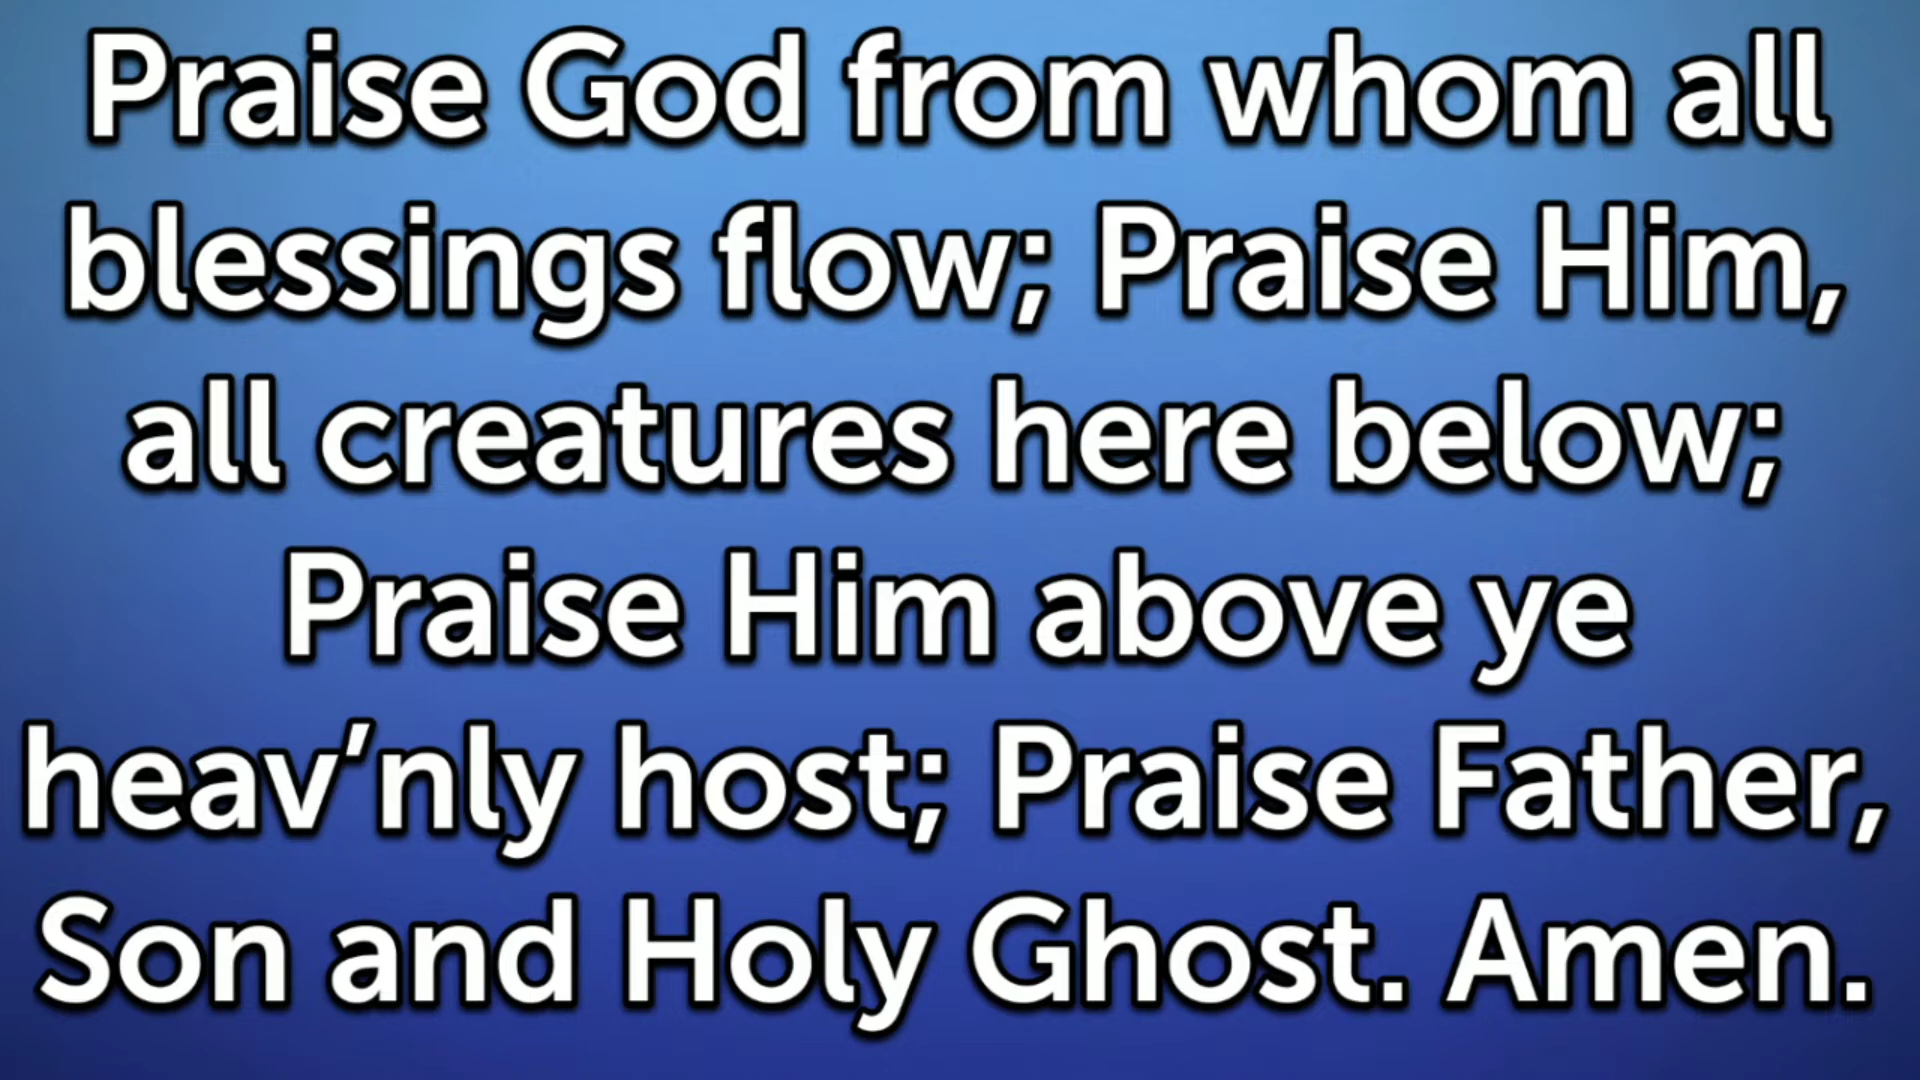 Praise God from whom all
blessings flow; Praise Him,
all creatures here below;
Praise Him above ye
heav’nly host; Praise Father,
Son and Holy Ghost. Amen.